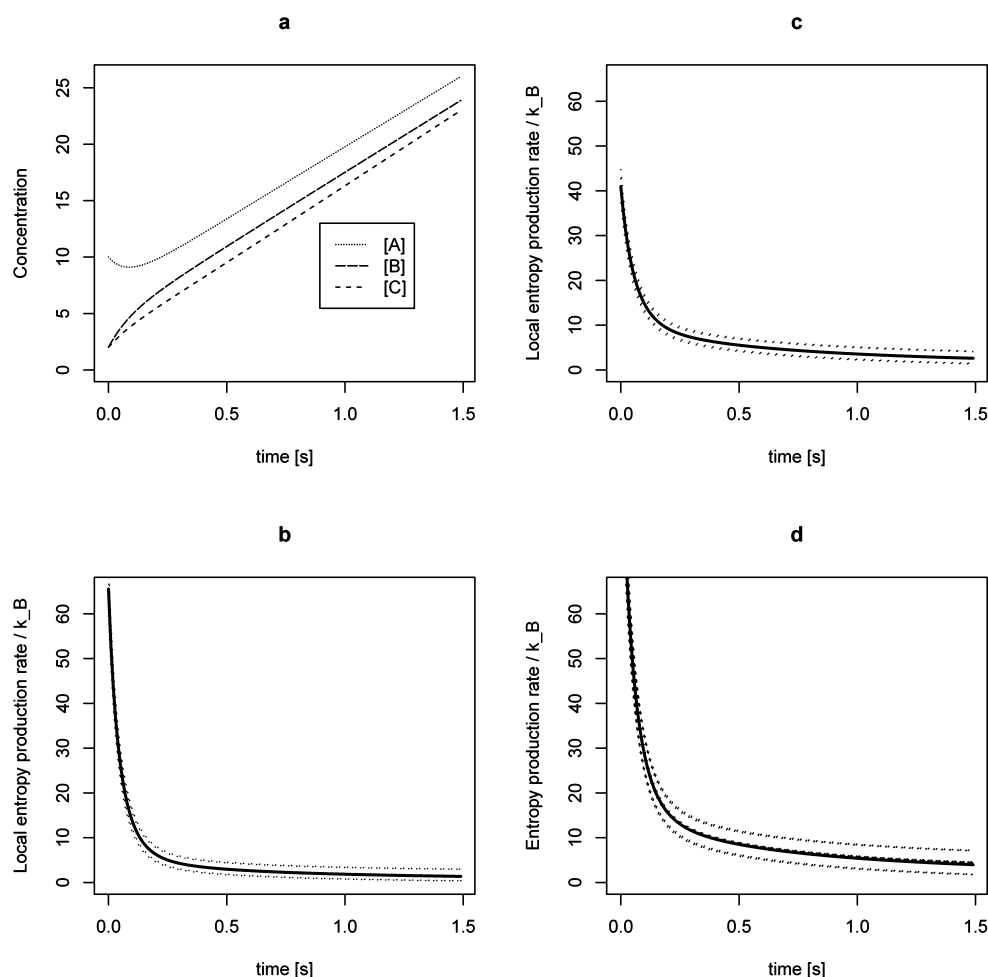 a
Concentration
25
20
15
10
5
0
[A]
[B]
[C]
0.0 0.5 1.0 1.5
time [s]
c
Local entropy production rate / k_B
60
50
40
30
20
10
0
0.0 0.5 1.0 1.5
time [s]
b
Local entropy production rate / k_B
60
50
40
30
20
10
0
0.0 0.5 1.0 1.5
time [s]
d
Entropy production rate / k_B
60
50
40
30
20
10
0
0.0 0.5 1.0 1.5
time [s]